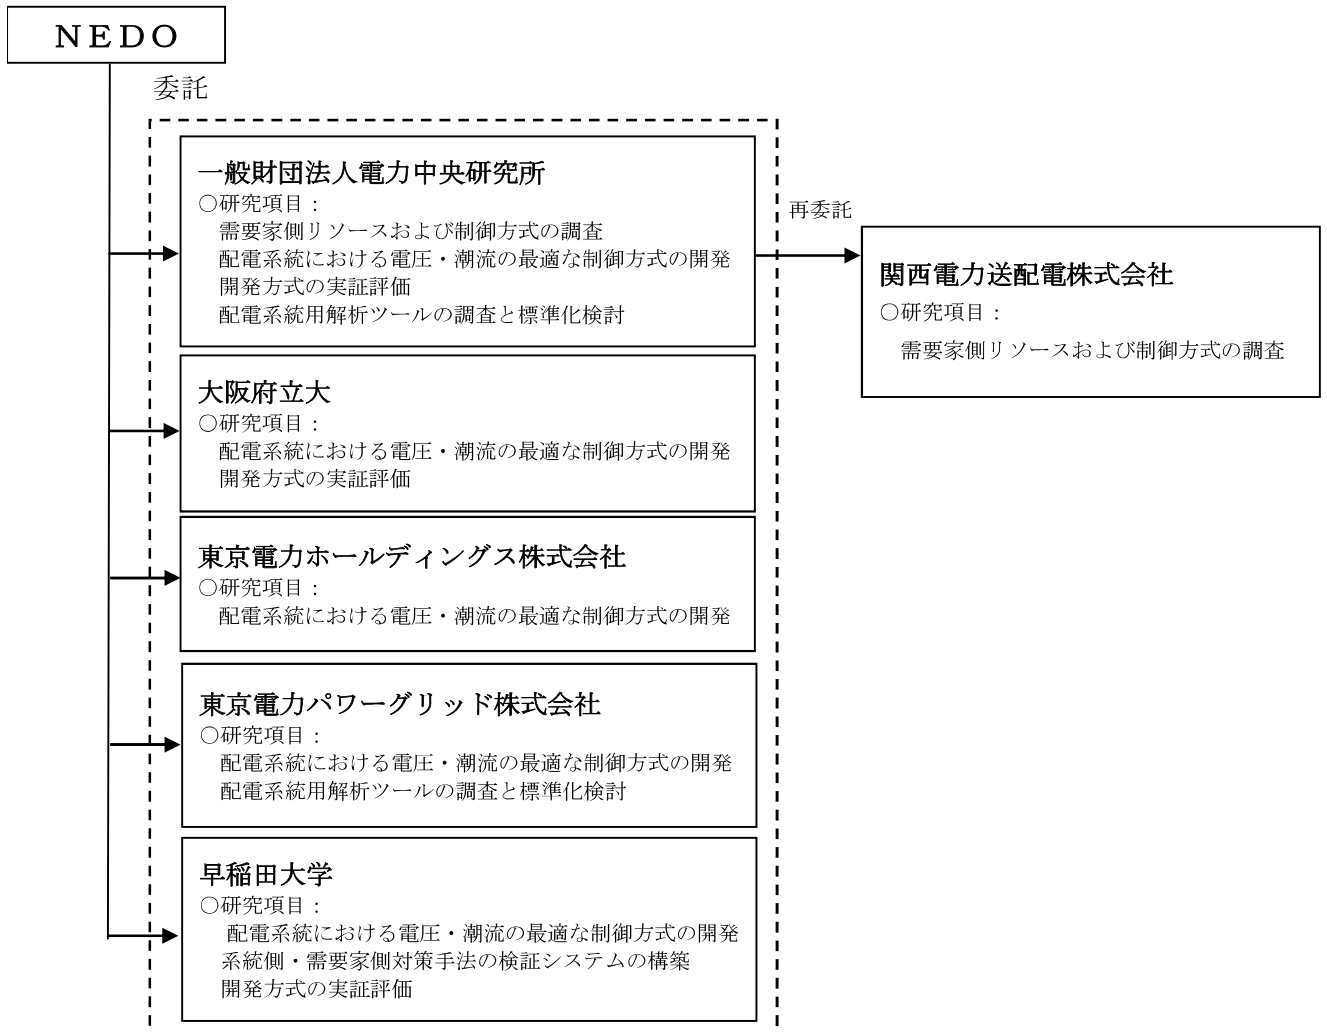 NEDO
委託
一般財団法人電力中央研究所
〇研究項目：
需要家側リソースおよび制御方式の調査
配電系統における電圧・潮流の最適な制御方式の開発
開発方式の実証評価
配電系統用解析ツールの調査と標準化検討
再委託
関西電力送配電株式会社
〇研究項目：
需要家側リソースおよび制御方式の調査
大阪府立大
〇研究項目：
配電系統における電圧・潮流の最適な制御方式の開発
開発方式の実証評価
東京電力ホールディングス株式会社
〇研究項目：
配電系統における電圧・潮流の最適な制御方式の開発
東京電力パワーグリッド株式会社
〇研究項目：
配電系統における電圧・潮流の最適な制御方式の開発
配電系統用解析ツールの調査と標準化検討
早稲田大学
〇研究項目：
配電系統における電圧・潮流の最適な制御方式の開発
系統側・需要家側対策手法の検証システムの構築
開発方式の実証評価